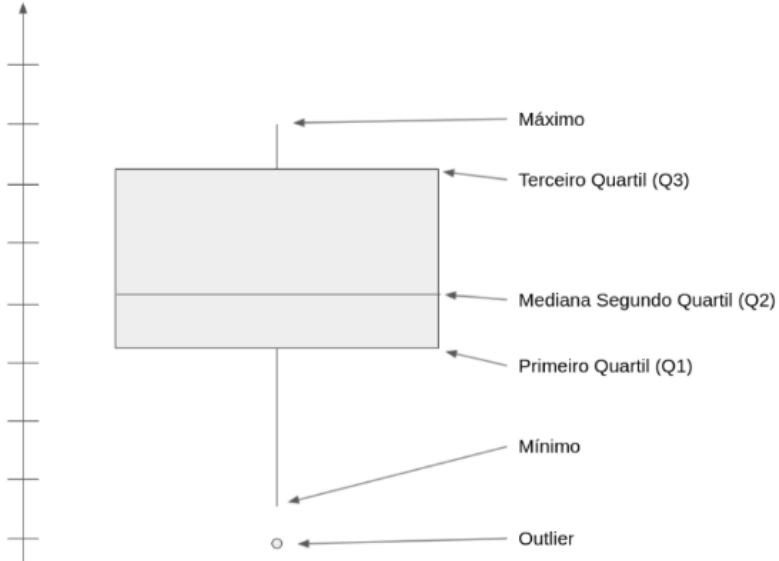 Máximo
Terceiro Quartil (Q3)
Mediana Segundo Quartil (Q2)
Primeiro Quartil (Q1)
Mínimo
Outlier